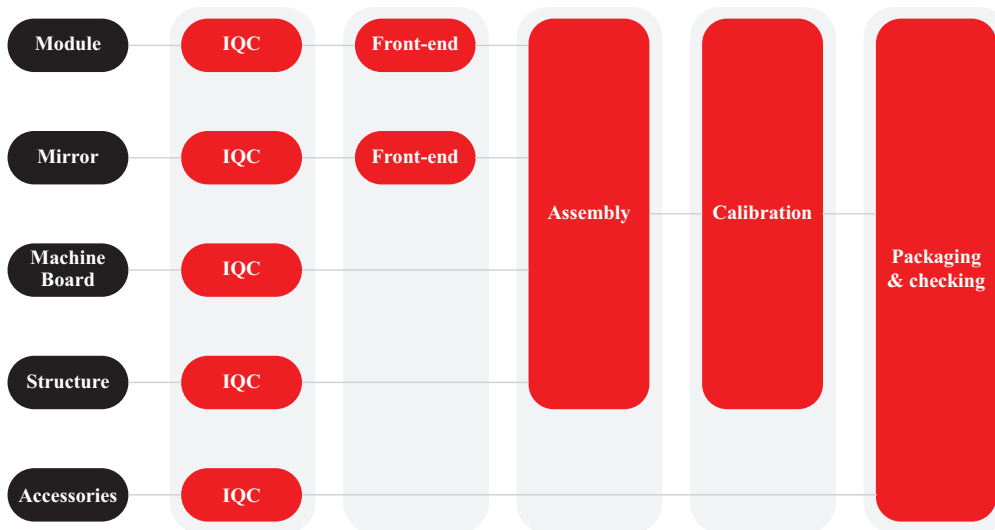 Module
IQC
Front-end
Mirror
IQC
Front-end
Assembly
Calibration
Machine
Board
IQC
Packaging
& checking
Structure
IQC
Accessories
IQC